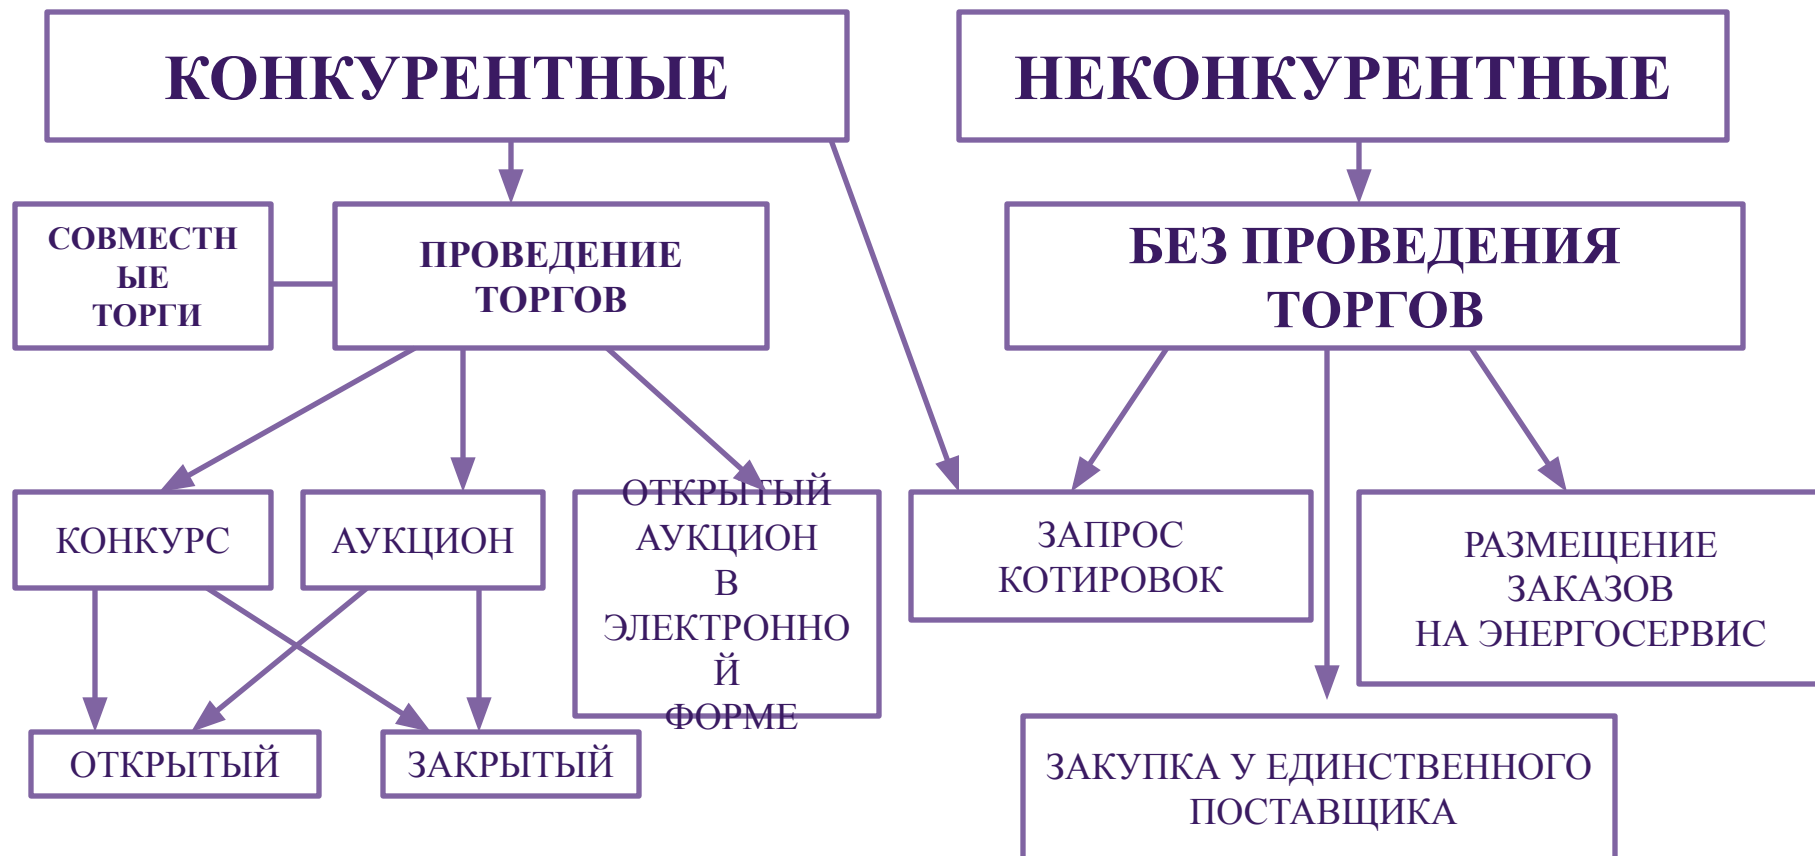 КОНКУРЕНТНЫЕ
НЕКОНКУРЕНТНЫЕ
СОВМЕСТН
ЫЕ
ТОРГИ
ПРОВЕДЕНИЕ
ТОРГОВ
БЕЗ ПРОВЕДЕНИЯ
ТОРГОВ
КОНКУРС
АУКЦИОН
ОТКРЫТЫЙ
АУКЦИОН
В
ЭЛЕКТРОННО
Й
ФОРМЕ
ЗАПРОС
КОТИРОВОК
РАЗМЕЩЕНИЕ
ЗАКАЗОВ
НА ЭНЕРГОСЕРВИС
ОТКРЫТЫЙ
ЗАКРЫТЫЙ
ЗАКУПКА У ЕДИНСТВЕННОГО
ПОСТАВЩИКА